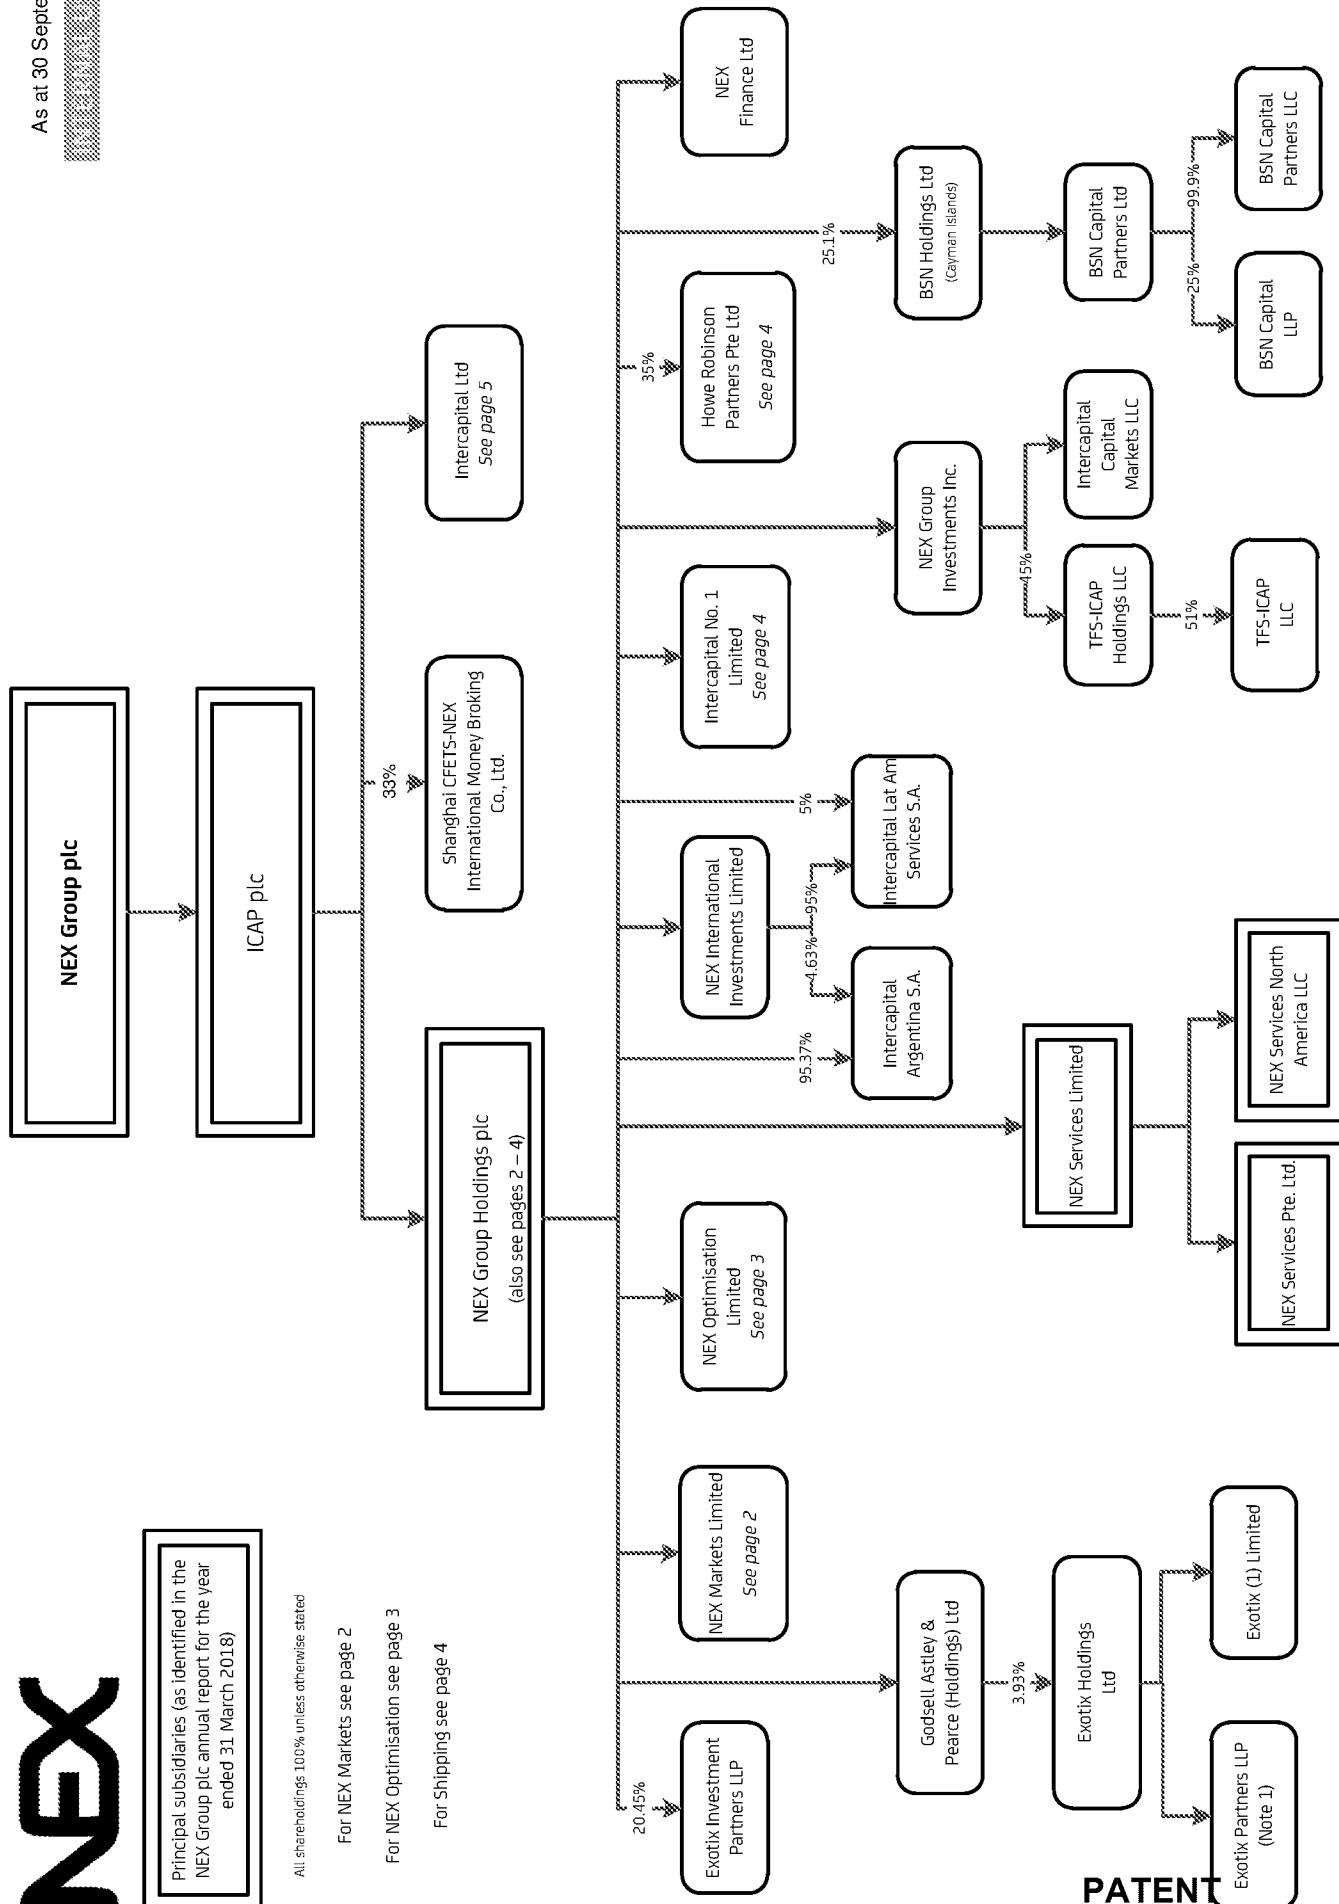 NEX
As at 30 Septe
Principal subsidiaries (as identified in the
NEX Group plc annual report for the year
ended 31 March 2018)
All shareholdings 100% unless otherwise stated
For NEX Markets see page 2
For NEX Optimisation see page 3
For Shipping see page 4
NEX Group plc
ICAP plc
33%
NEX Group Holdings plc
(also see pages 2 – 4)
Shanghai CFETS-NEX
International Money Broking
Co., Ltd.
Intercapital Ltd
See page 5
20.45%
35%
Exotix Investment
Partners LLP
NEX Markets Limited
See page 2
NEX Optimisation
Limited
See page 3
NEX International
Investments Limited
Intercapital No. 1
Limited
See page 4
Howe Robinson
Partners Pte Ltd
See page 4
NEX
Finance Ltd
95.37%
4.63%
95%
5%
25.1%
Godsell Astley &
Pearce (Holdings) Ltd
Intercapital
Argentina S.A.
Intercapital Lat Am
Services S.A.
NEX Group
Investments Inc.
BSN Holdings Ltd
(Cayman Islands)
3.93%
45%
Exotix Holdings
Ltd
NEX Services Limited
TFS-ICAP
Holdings LLC
Intercapital
Capital
Markets LLC
BSN Capital
Partners Ltd
51%
25%
99.9%
Exotix Partners LLP
(Note 1)
Exotix (1) Limited
NEX Services Pte. Ltd.
NEX Services North
America LLC
TFS-ICAP
LLC
BSN Capital
LLP
BSN Capital
Partners LLC
PATENT